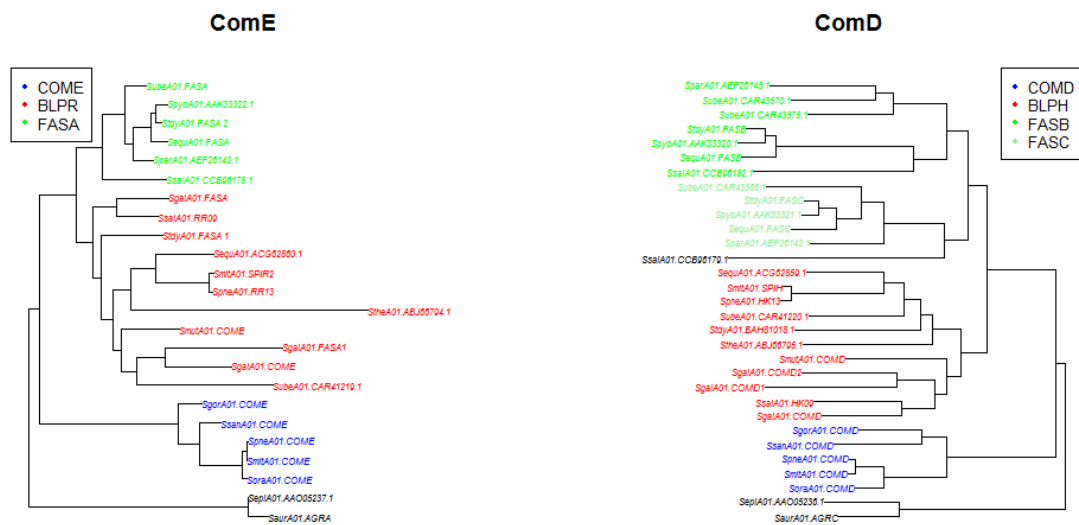 ComE
COME
BLPR
FASA
SubeA01.FASA
SpyoA01.AAK33322.1
StdyA01.FASA 2
SequA01.FASA
SparA01.AEF26142.1
SsalA01.CCB96178.1
SgalA01.FASA
SsalA01.RR09
StdyA01.FASA 1
SequA01.ACG62860.1
SmitA01.SPIR2
SpneA01.RR13
StheA01.ABJ66794.1
SmutA01.COME
SgalA01.FASA1
SgalA01.COME
SubeA01.CAR41219.1
SgorA01.COME
SsanA01.COME
SpneA01.COME
SmitA01.COME
SoraA01.COME
SepiA01.AAO05237.1
SaurA01.AGRA
ComD
COMD
BLPH
FASB
FASC
SparA01.AEF26145.1
SubeA01.CAR43570.1
SubeA01.CAR43575.1
StdyA01.FASB
SpyoA01.AAK33320.1
SequA01.FASB
SsalA01.CCB96182.1
SubeA01.CAR43568.1
StdyA01.FASC
SpyoA01.AAK33321.1
SequA01.FASC
SparA01.AEF26143.1
SsalA01.CCB96179.1
SequA01.ACG62859.1
SmitA01.SPIH
SpneA01.HK13
SubeA01.CAR41220.1
StdyA01.BAH81018.1
StheA01.ABJ66795.1
SmutA01.COMD
SgalA01.COMD2
SgalA01.COMD1
SsalA01.HK09
SgalA01.COMD
SgorA01.COMD
SsanA01.COMD
SpneA01.COMD
SmitA01.COMD
SoraA01.COMD
SepiA01.AAO05236.1
SaurA01.AGRC